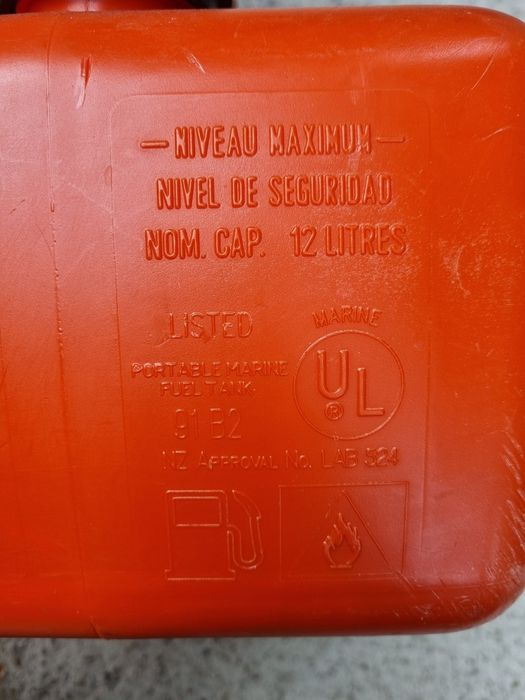 — NIVEAU MAXIMUM —
NIVEL DE SEGURIDAD
NOM. CAP. 12 LITRES
LISTED
PORTABLE MARINE
FUEL TANK
91 B2
MARINE
UL®
NZ APPROVAL NO. LAB 524